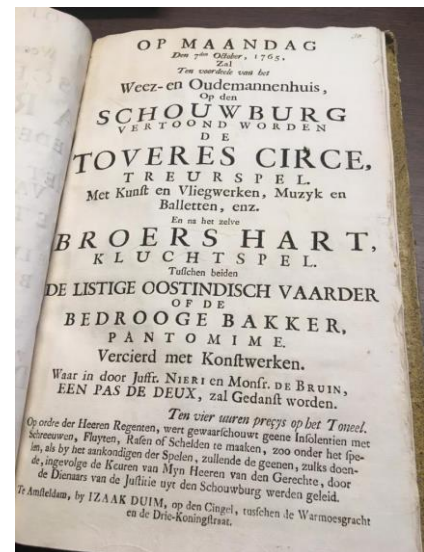 OP MAANDAG
Den 7den October, 1765,
Zal
Ten voordeele van het
Weez- en Oudemannenhuis,
Op den
SCHOUWBURG
VERTOOND WORDEN
DE
TOVERES CIRCE,
TREURSPEL.
Met Kunſt en Vliegwerken, Muzyk en
Balletten, enz.
En na het zelve
BROERS HART,
KLUCHTSPEL.
Tuſſchen beiden
DE LISTIGE OOSTINDISCH VAARDER
OF DE
BEDROOGE BAKKER,
PANTOMIME.
Vercierd met Konſtwerken.
Waar in door Juffr. NIERI en Monſr. DE BRUIN,
EEN PAS DE DEUX, zal Gedanſt worden.
Ten vier uuren preçys op het Toneel.
Op ordre der Heeren Regenten, wert gewaarſchouwt geene Inſolentien met
Schreeuwen, Fluyten, Raſen of Schelden te maaken, zoo onder het ſpe-
len, als by het aankondigen der Spelen, zullende de geenen, zulks doen-
de, ingevolge de Keuren van Myn Heeren van den Gerechte, door
de Dienaars van de Juſtitie uyt den Schouwburg werden geleid.
Te Amſteldam, by IZAAK DUIM, op den Cingel, tusſchen de Warmoesgracht
en de Drie-Koningſtraat.